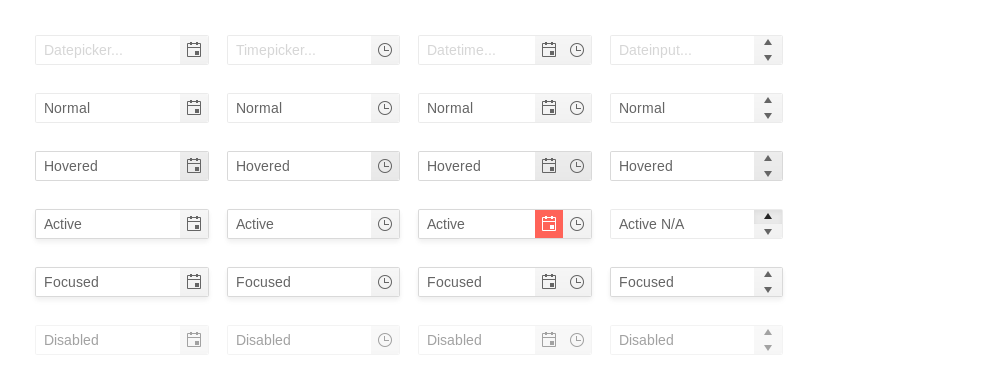 Datepicker... Timepicker... Datetime... Dateinput...
Normal Normal Normal Normal
Hovered Hovered Hovered Hovered
Active Active Active Active N/A
Focused Focused Focused Focused
Disabled Disabled Disabled Disabled